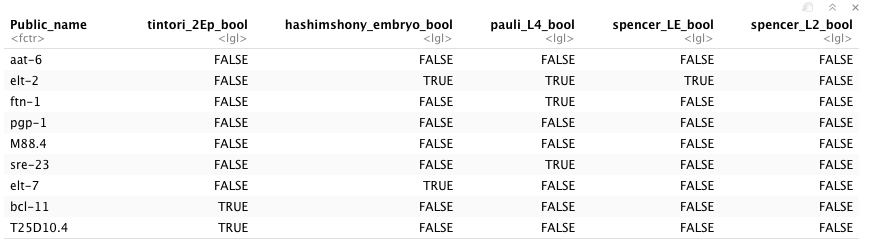 Public_name tintori_2Ep_bool hashimshony_embryo_bool pauli_L4_bool spencer_LE_bool spencer_L2_bool
<fctr> <lgl> <lgl> <lgl> <lgl> <lgl>
aat-6 FALSE FALSE FALSE FALSE FALSE
elt-2 FALSE TRUE TRUE TRUE FALSE
ftn-1 FALSE FALSE TRUE FALSE FALSE
pgp-1 FALSE FALSE FALSE FALSE FALSE
M88.4 FALSE FALSE FALSE FALSE FALSE
sre-23 FALSE FALSE TRUE FALSE FALSE
elt-7 FALSE TRUE FALSE FALSE FALSE
bcl-11 TRUE FALSE FALSE FALSE FALSE
T25D10.4 TRUE FALSE FALSE FALSE FALSE